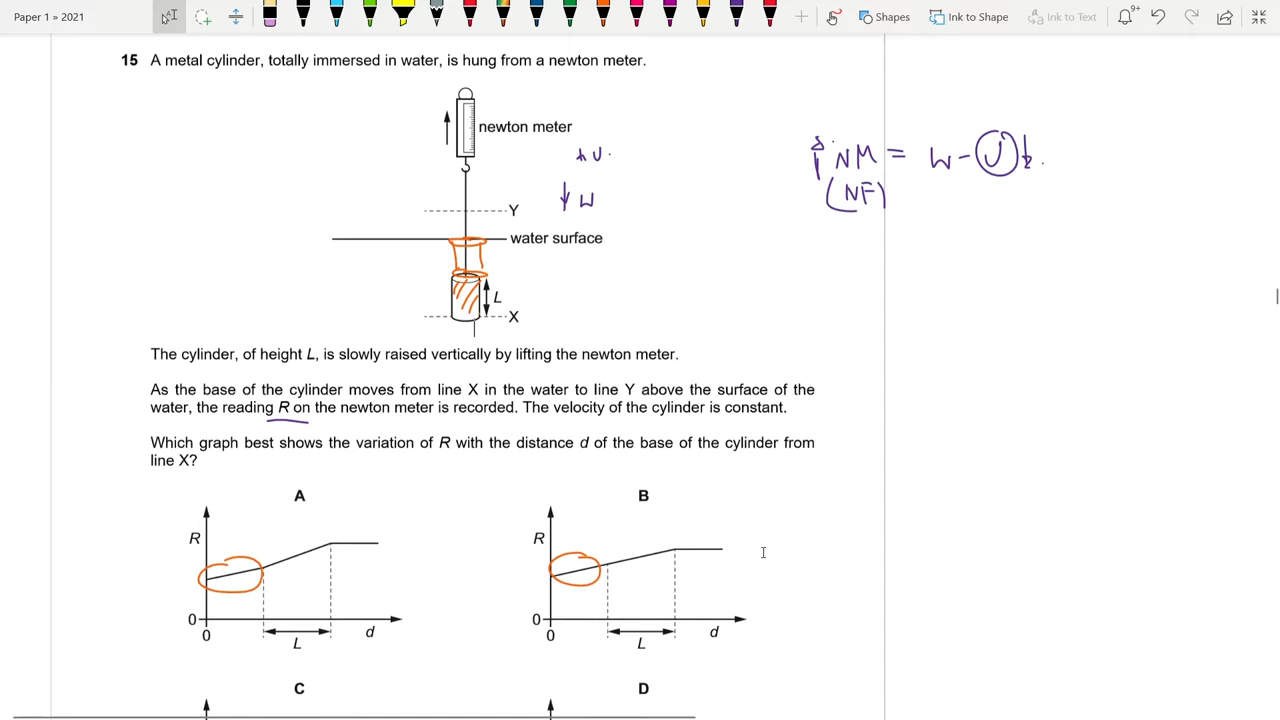 Paper 1 » 2021
Shapes
Ink to Shape
Ink to Text
9+
15 A metal cylinder, totally immersed in water, is hung from a newton meter.
newton meter
Y
W
water surface
L
X
NM = W - U
(NF)
The cylinder, of height L, is slowly raised vertically by lifting the newton meter.
As the base of the cylinder moves from line X in the water to line Y above the surface of the
water, the reading R on the newton meter is recorded. The velocity of the cylinder is constant.
Which graph best shows the variation of R with the distance d of the base of the cylinder from
line X?
A
B
R
R
0
0
0
L
d
0
L
d
C
D